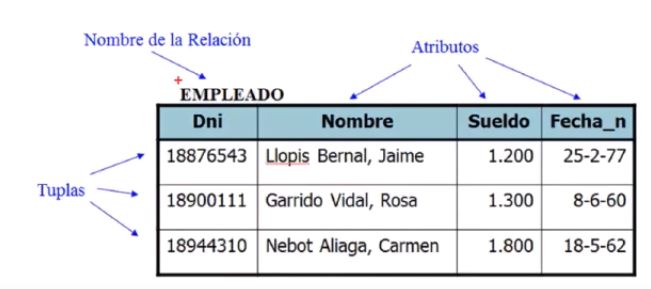 Nombre de la Relación
Atributos
EMPLEADO
Dni Nombre Sueldo Fecha_n
18876543 Llopis Bernal, Jaime 1.200 25-2-77
Tuplas
18900111 Garrido Vidal, Rosa 1.300 8-6-60
18944310 Nebot Aliaga, Carmen 1.800 18-5-62